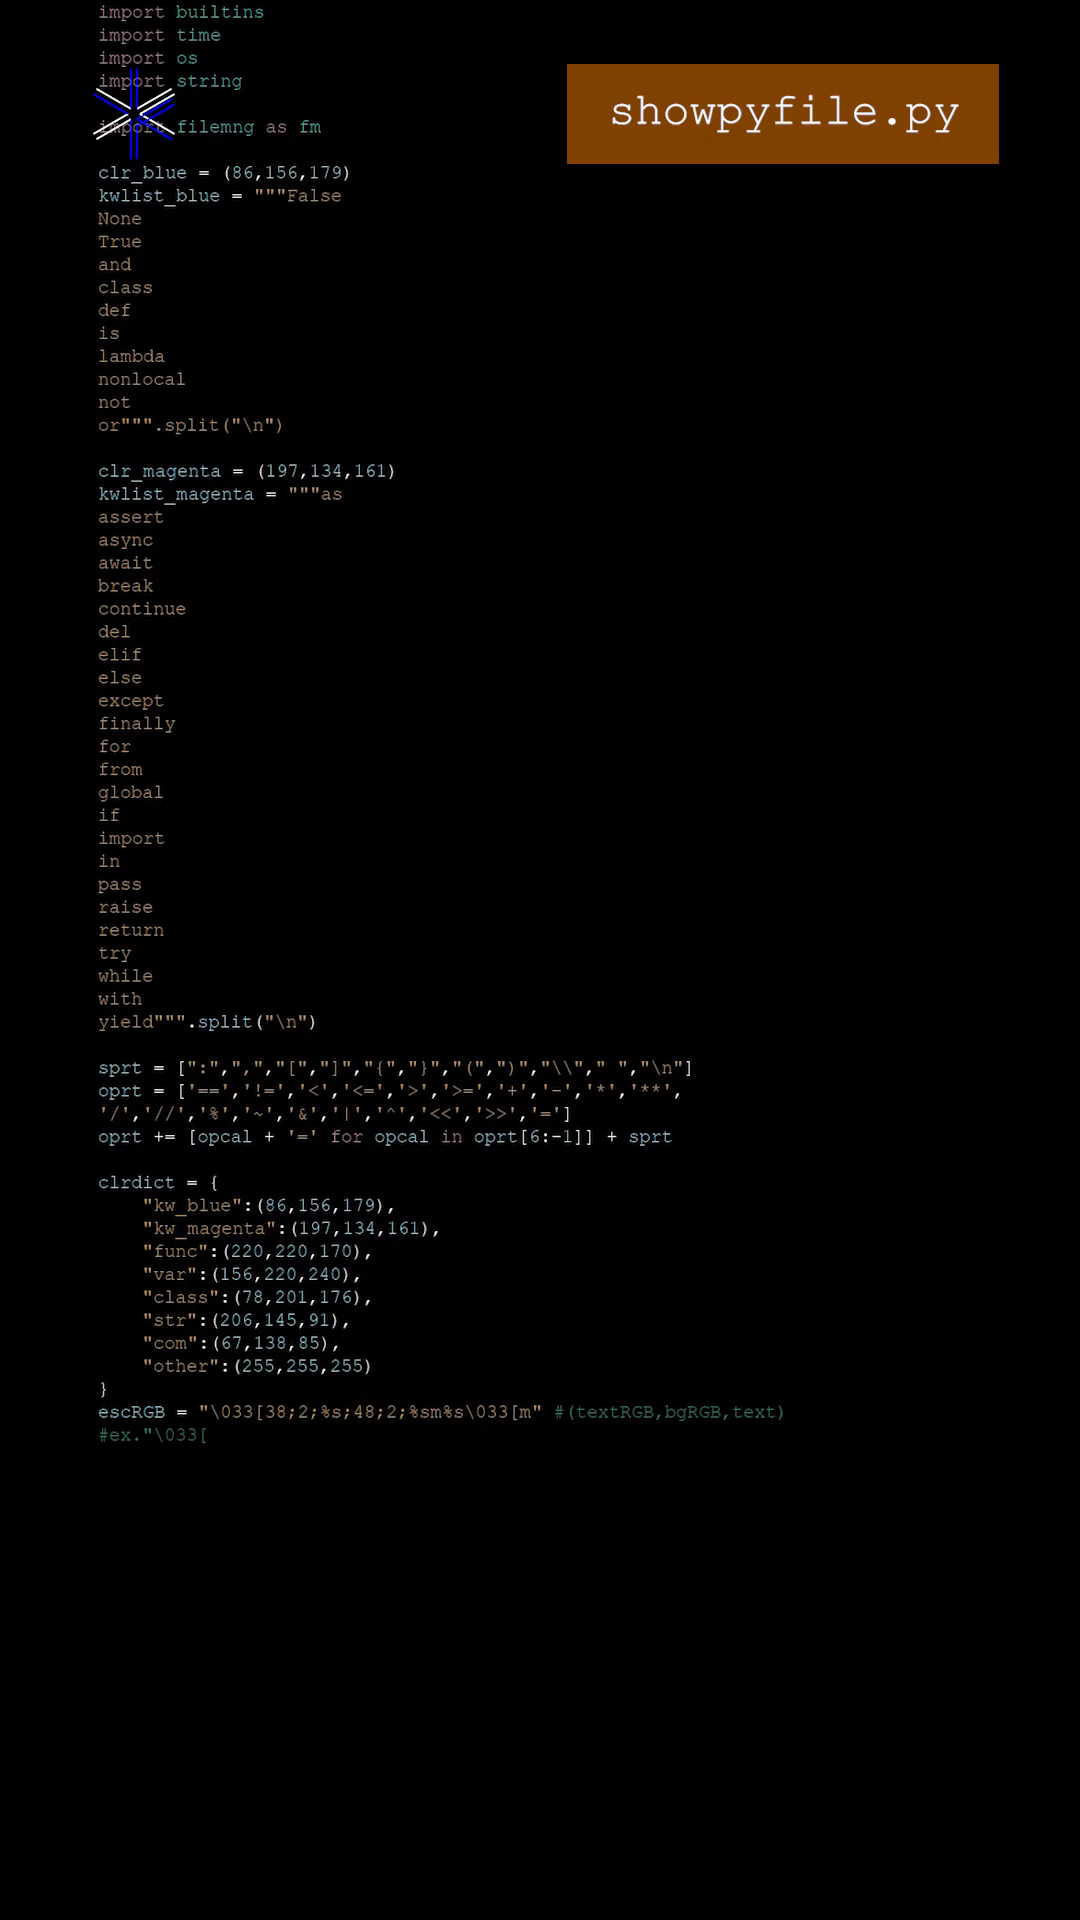 import builtins
import time
import os
import string
showpyfile.py
import filemng as fm
clr_blue = (86,156,179)
kwlist_blue = """False
None
True
and
class
def
is
lambda
nonlocal
not
or""".split("\n")
clr_magenta = (197,134,161)
kwlist_magenta = """as
assert
async
await
break
continue
del
elif
else
except
finally
for
from
global
if
import
in
pass
raise
return
try
while
with
yield""".split("\n")
sprt = [":",",","[","]","{","}","(",")","\\"," ","\n"]
oprt = ['==','!=','<','<=','>','>=','+','-','*','**',
'/','//','%','~','&','|','^','<<','>>','=']
oprt += [opcal + '=' for opcal in oprt[6:-1]] + sprt
clrdict = {
    "kw_blue":(86,156,179),
    "kw_magenta":(197,134,161),
    "func":(220,220,170),
    "var":(156,220,240),
    "class":(78,201,176),
    "str":(206,145,91),
    "com":(67,138,85),
    "other":(255,255,255)
}
escRGB = "\033[38;2;%s;48;2;%sm%s\033[m" #(textRGB,bgRGB,text)
#ex."\033[